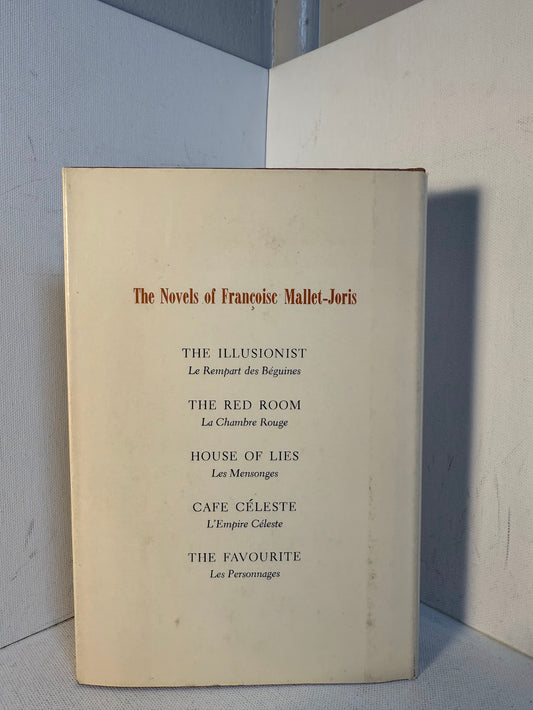 The Novels of Françoise Mallet-Joris
THE ILLUSIONIST
Le Rempart des Béguines
THE RED ROOM
La Chambre Rouge
HOUSE OF LIES
Les Mensonges
CAFE CÉLESTE
L'Empire Céleste
THE FAVOURITE
Les Personnages